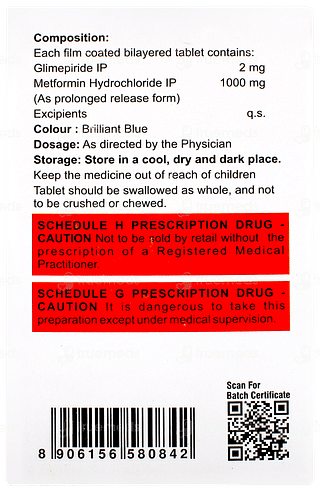 Composition:
Each film coated bilayered tablet contains:
Glimepiride IP 2 mg
Metformin Hydrochloride IP 1000 mg
(As prolonged release form)
Excipients q.s.
Colour : Brilliant Blue
Dosage: As directed by the Physician
Storage: Store in a cool, dry and dark place.
Keep the medicine out of reach of children
Tablet should be swallowed as whole, and not
to be crushed or chewed.
SCHEDULE H PRESCRIPTION DRUG -
CAUTION Not to be sold by retail without the
prescription of a Registered Medical
Practitioner.
SCHEDULE G PRESCRIPTION DRUG -
CAUTION It is dangerous to take this
preparation except under medical supervision.
Scan For
Batch Certificate
8 906156 580842